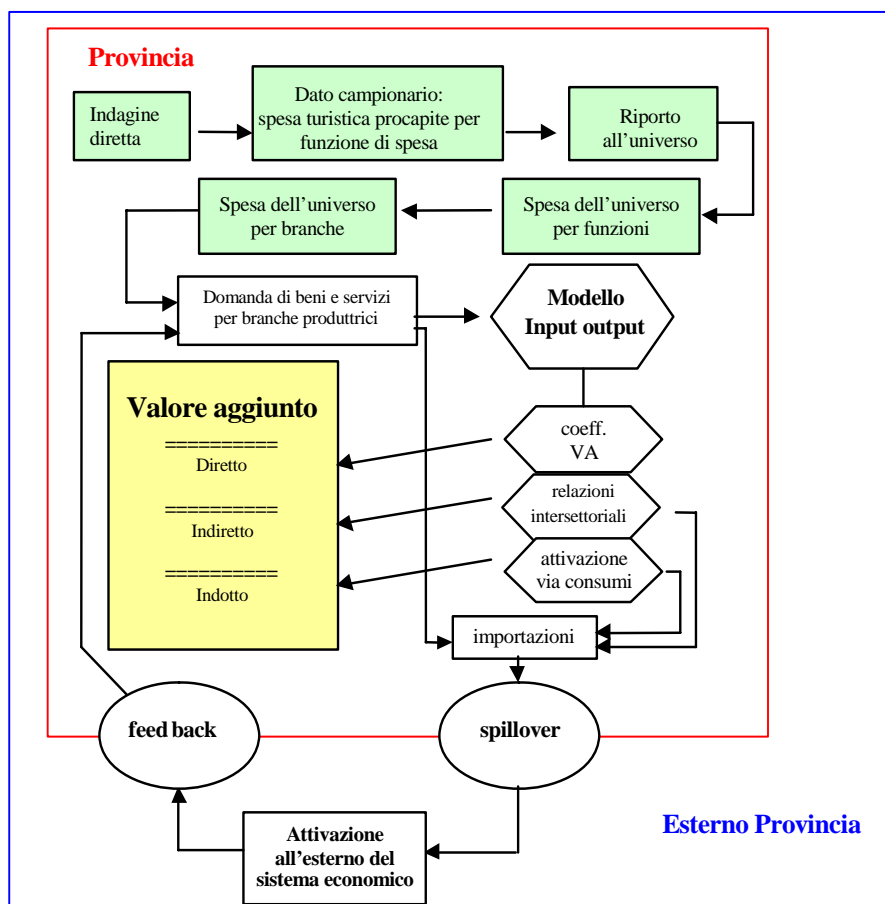 Provincia
Indagine
diretta
Dato campionario:
spesa turistica procapite per
funzione di spesa
Riporto
all'universo
Spesa dell'universo
per branche
Spesa dell'universo
per funzioni
Domanda di beni e servizi
per branche produttrici
Modello
Input output
Valore aggiunto
==========
Diretto
==========
Indiretto
==========
Indotto
coeff.
VA
relazioni
intersettoriali
attivazione
via consumi
importazioni
feed back
spillover
Attivazione
all'esterno del
sistema economico
Esterno Provincia